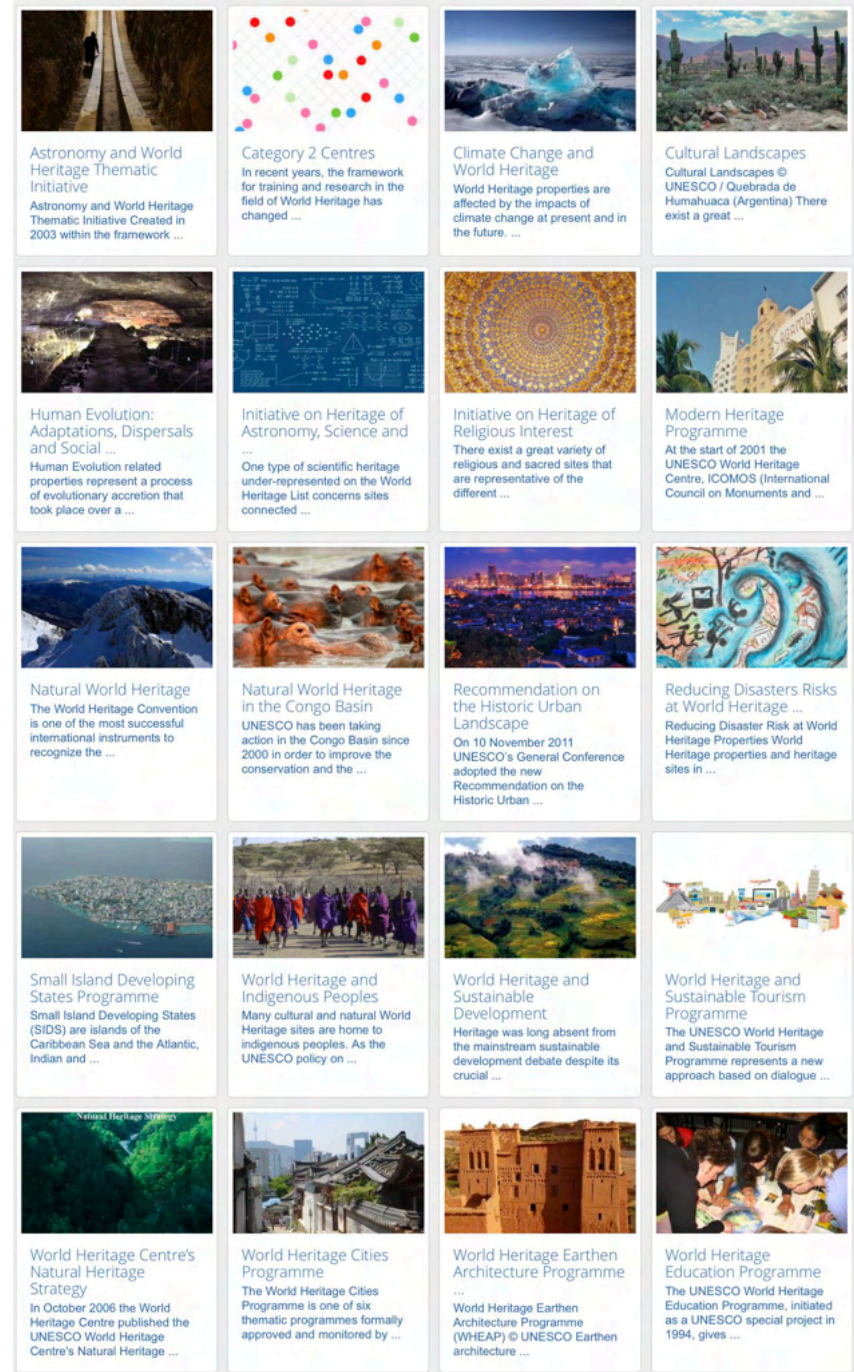 Astronomy and World
Heritage Thematic
Initiative
Astronomy and World Heritage
Thematic Initiative Created in
2003 within the framework ...
Category 2 Centres
In recent years, the framework
for training and research in the
field of World Heritage has
changed ...
Climate Change and
World Heritage
World Heritage properties are
affected by the impacts of
climate change at present and in
the future. ...
Cultural Landscapes
Cultural Landscapes ©
UNESCO / Quebrada de
Humahuaca (Argentina) There
exist a great ...
Human Evolution:
Adaptations, Dispersals
and Social ...
Human Evolution related
properties represent a process
of evolutionary accretion that
took place over a ...
Initiative on Heritage of
Astronomy, Science and
...
One type of scientific heritage
under-represented on the World
Heritage List concerns sites
connected ...
Initiative on Heritage of
Religious Interest
There exist a great variety of
religious and sacred sites that
are representative of the
different ...
Modern Heritage
Programme
At the start of 2001 the
UNESCO World Heritage
Centre, ICOMOS (International
Council on Monuments and ...
Natural World Heritage
The World Heritage Convention
is one of the most successful
international instruments to
recognize the ...
Natural World Heritage
in the Congo Basin
UNESCO has been taking
action in the Congo Basin since
2000 in order to improve the
conservation and the ...
Recommendation on
the Historic Urban
Landscape
On 10 November 2011
UNESCO's General Conference
adopted the new
Recommendation on the
Historic Urban ...
Reducing Disasters Risks
at World Heritage ...
Reducing Disaster Risk at World
Heritage Properties World
Heritage properties and heritage
sites in ...
Small Island Developing
States Programme
Small Island Developing States
(SIDS) are islands of the
Caribbean Sea and the Atlantic,
Indian and ...
World Heritage and
Indigenous Peoples
Many cultural and natural World
Heritage sites are home to
indigenous peoples. As the
UNESCO policy on ...
World Heritage and
Sustainable
Development
Heritage was long absent from
the mainstream sustainable
development debate despite its
crucial ...
World Heritage and
Sustainable Tourism
Programme
The UNESCO World Heritage
and Sustainable Tourism
Programme represents a new
approach based on dialogue ...
Natural Heritage Strategy
World Heritage Centre's
Natural Heritage
Strategy
In October 2006 the World
Heritage Centre published the
UNESCO World Heritage
Centre's Natural Heritage ...
World Heritage Cities
Programme
The World Heritage Cities
Programme is one of six
thematic programmes formally
approved and monitored by ...
World Heritage Earthen
Architecture Programme
...
World Heritage Earthen
Architecture Programme
(WHEAP) © UNESCO Earthen
architecture ...
World Heritage
Education Programme
The UNESCO World Heritage
Education Programme, initiated
as a UNESCO special project in
1994, gives ...